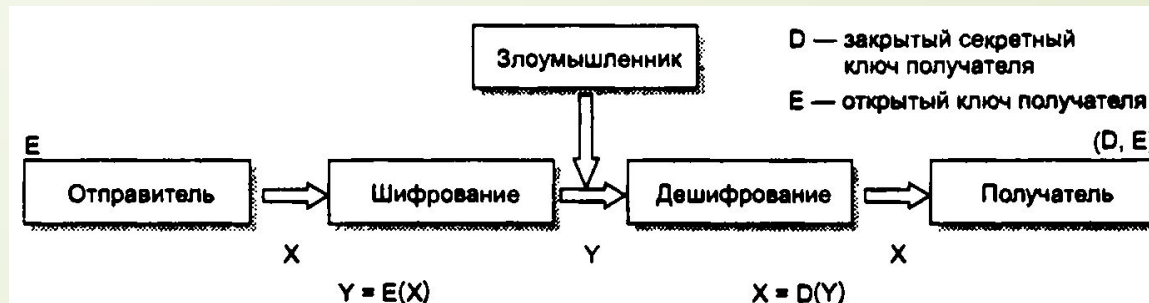 Злоумышленник
D — закрытый секретный
ключ получателя
E — открытый ключ получателя
E
(D, E)
Отправитель
Шифрование
Дешифрование
Получатель
X
Y
X
Y = E(X)
X = D(Y)